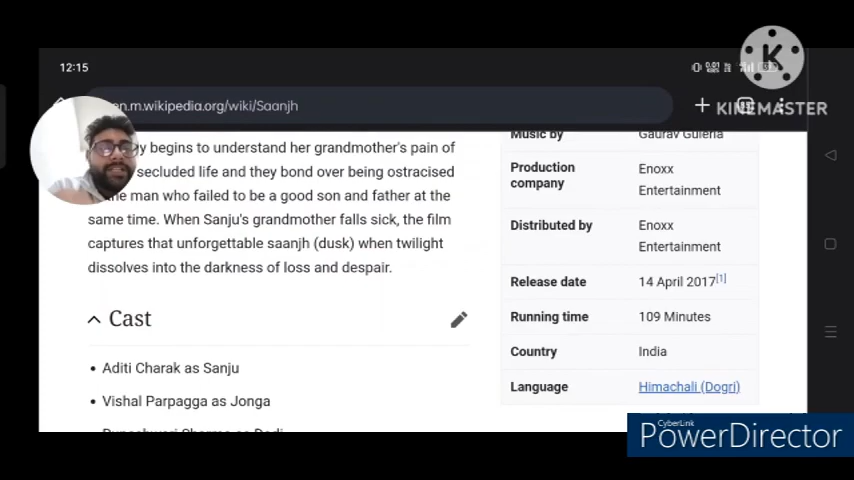 12:15
KINEMASTER
en.m.wikipedia.org/wiki/Saanjh
begins to understand her grandmother's pain of
secluded life and they bond over being ostracised
the man who failed to be a good son and father at the
same time. When Sanju's grandmother falls sick, the film
captures that unforgettable saanjh (dusk) when twilight
dissolves into the darkness of loss and despair.
Cast
• Aditi Charak as Sanju
• Vishal Parpagga as Jonga
Music by Gaurav Guleria
Production company Enoxx Entertainment
Distributed by Enoxx Entertainment
Release date 14 April 2017[1]
Running time 109 Minutes
Country India
Language Himachali (Dogri)
CyberLink
PowerDirector